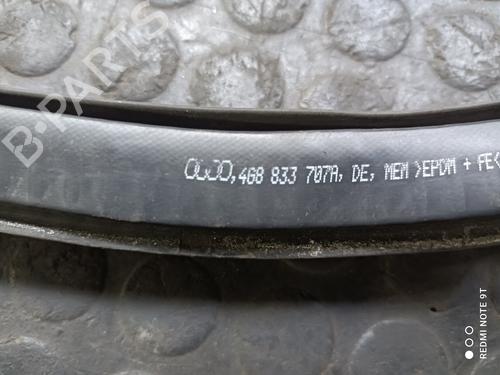 B-PARTS
, 4G8 833 707A, DE, MEM >EPDM + FE<
REDMI NOTE 9T